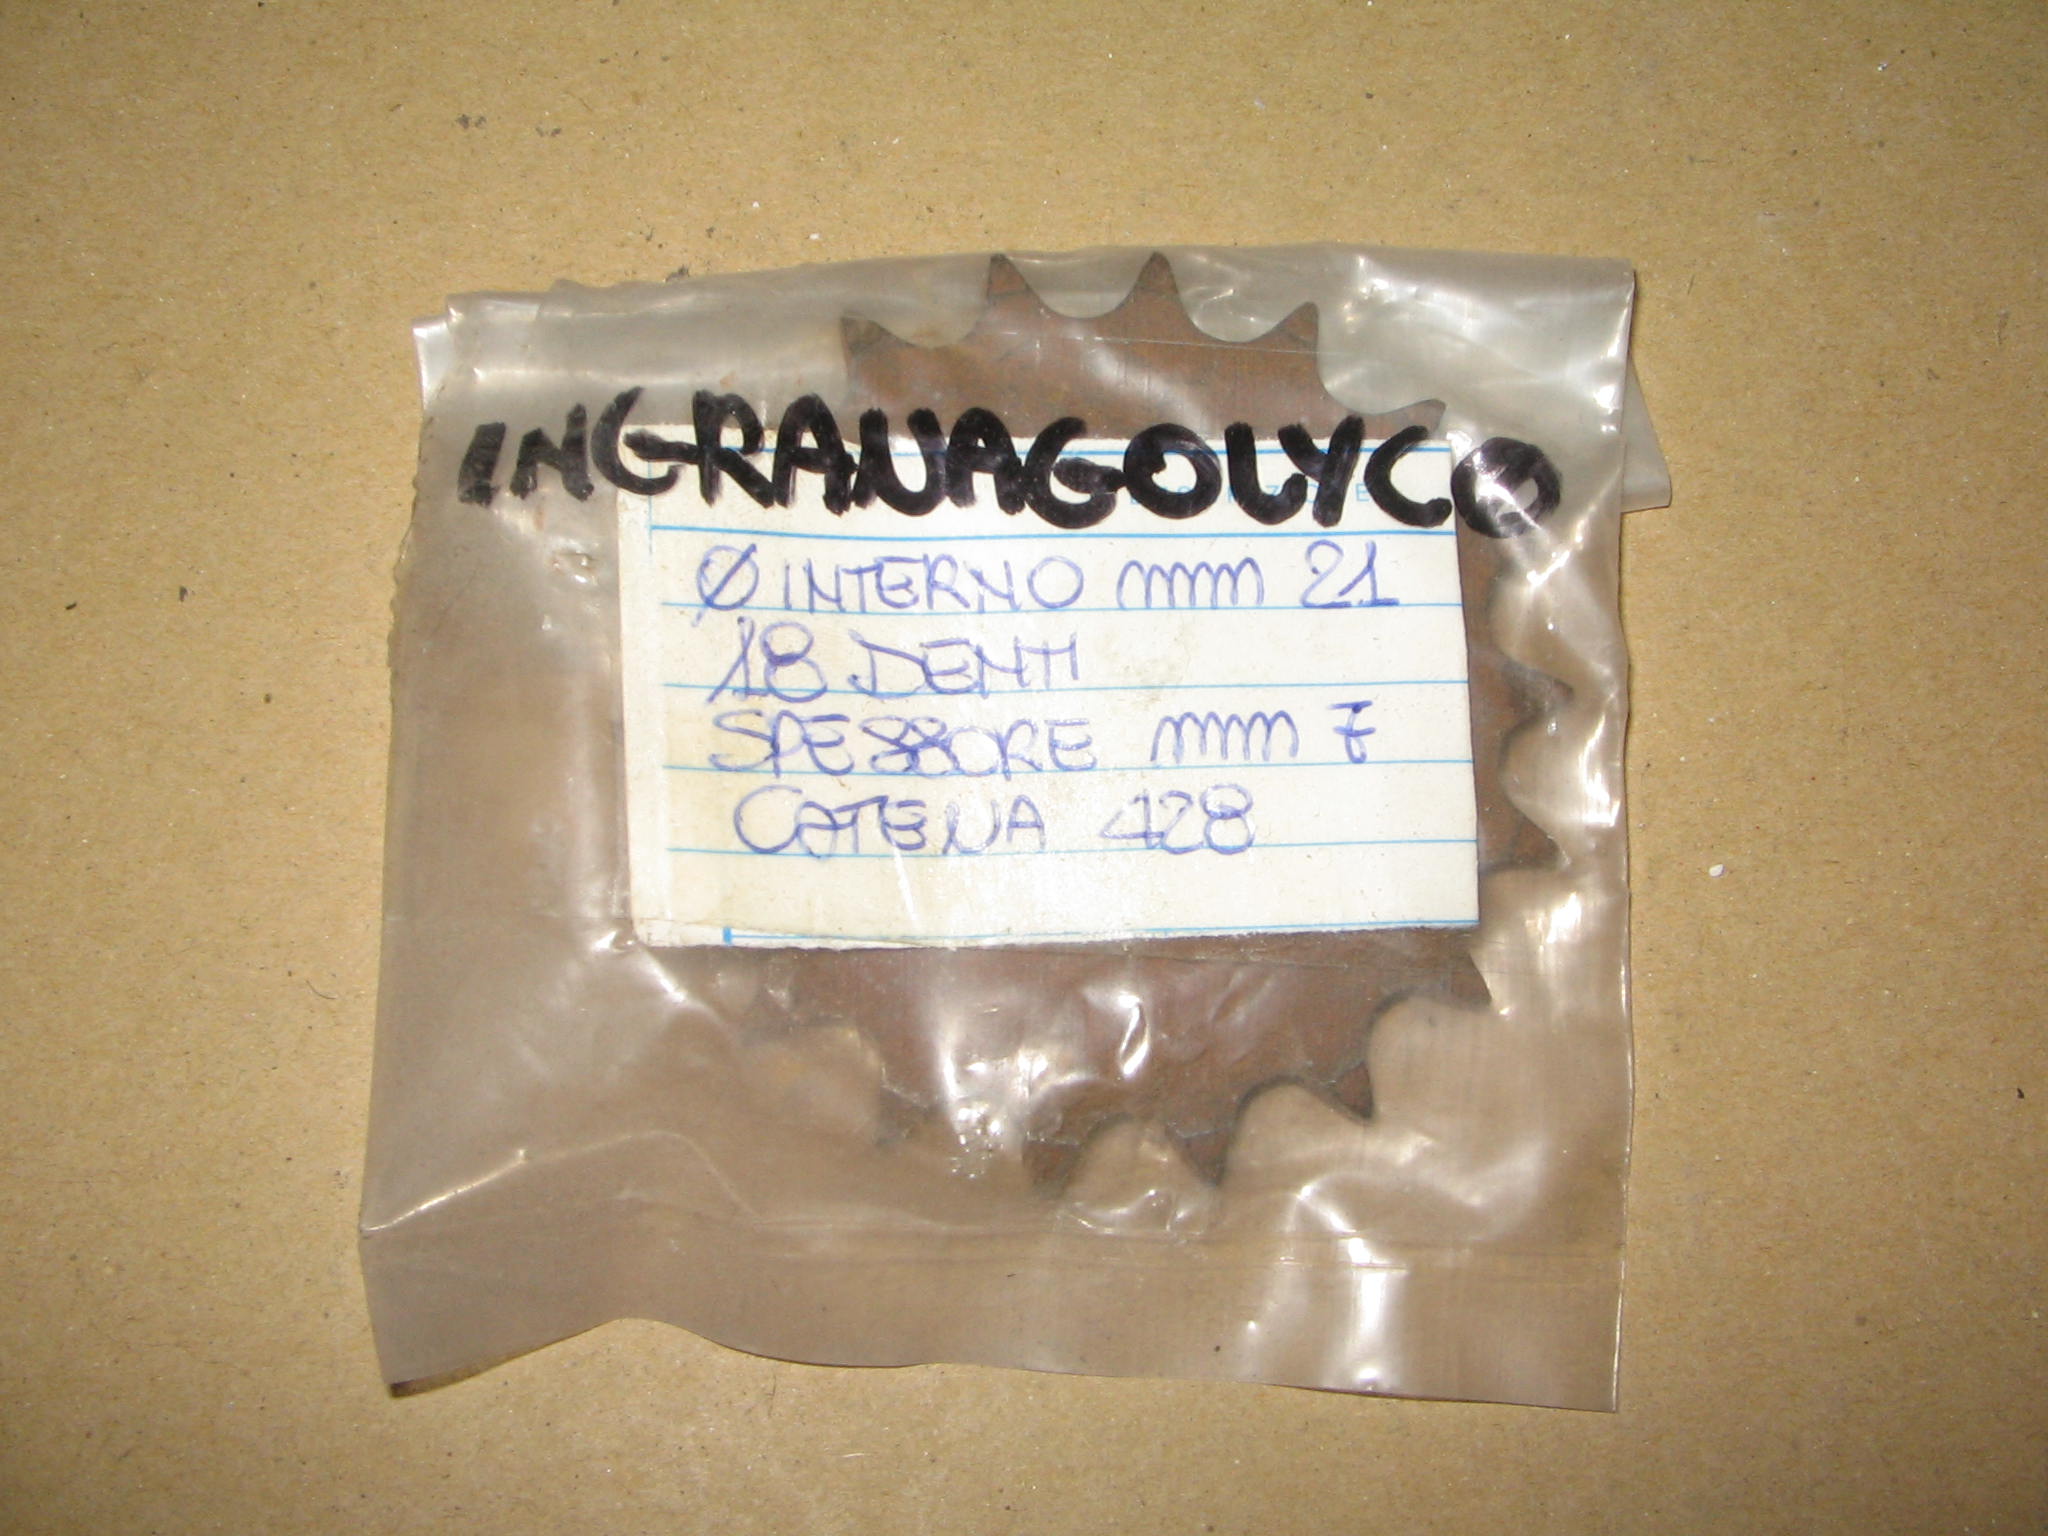 INGRANAGOLYCO
Ø INTERNO mm 21
18 DENTI
SPESSORE mm 7
CATENA 428